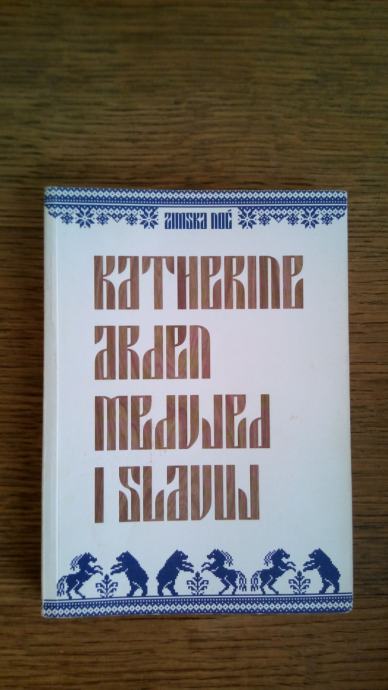 ZIMSKA NOĆ
KATHERINE
ARDEN
MEDVJED
I SLAVUJ